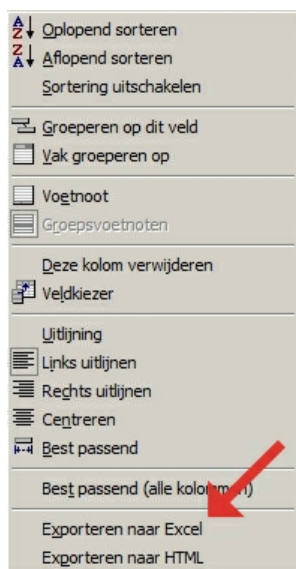 Oplopend sorteren
Aflopend sorteren
Sortering uitschakelen
Groeperen op dit veld
Vak groeperen op
Voetnoot
Groepsvoetnoten
Deze kolom verwijderen
Veldkiezer
Uitlijning
Links uitlijnen
Rechts uitlijnen
Centreren
Best passend
Best passend (alle kolommen)
Exporteren naar Excel
Exporteren naar HTML